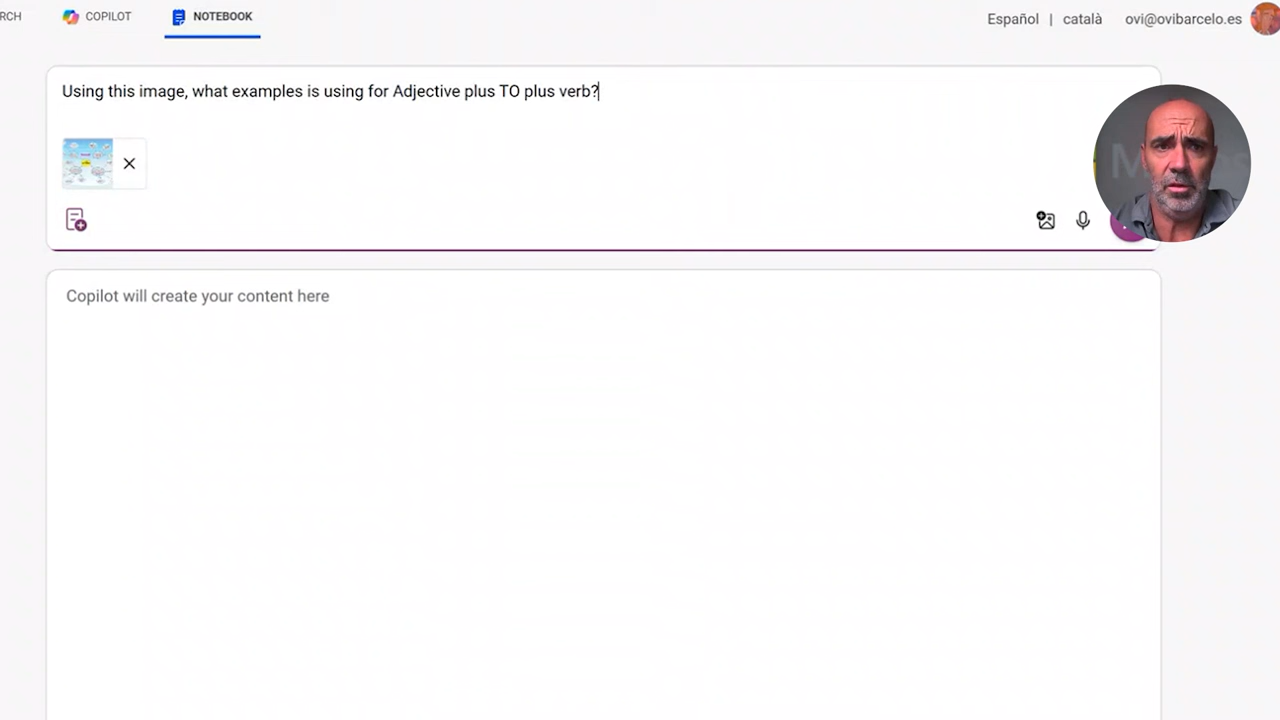 RCH COPILOT NOTEBOOK Español | català ovi@ovibarcelo.es
Using this image, what examples is using for Adjective plus TO plus verb?
Copilot will create your content here